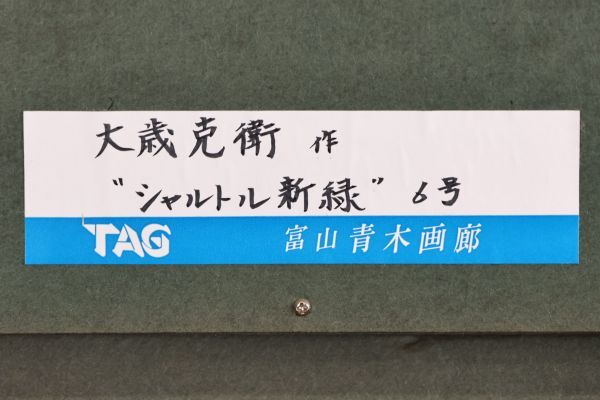 大歳克衛 作
"シャルトル新緑" 6号
TAG 富山青木画廊